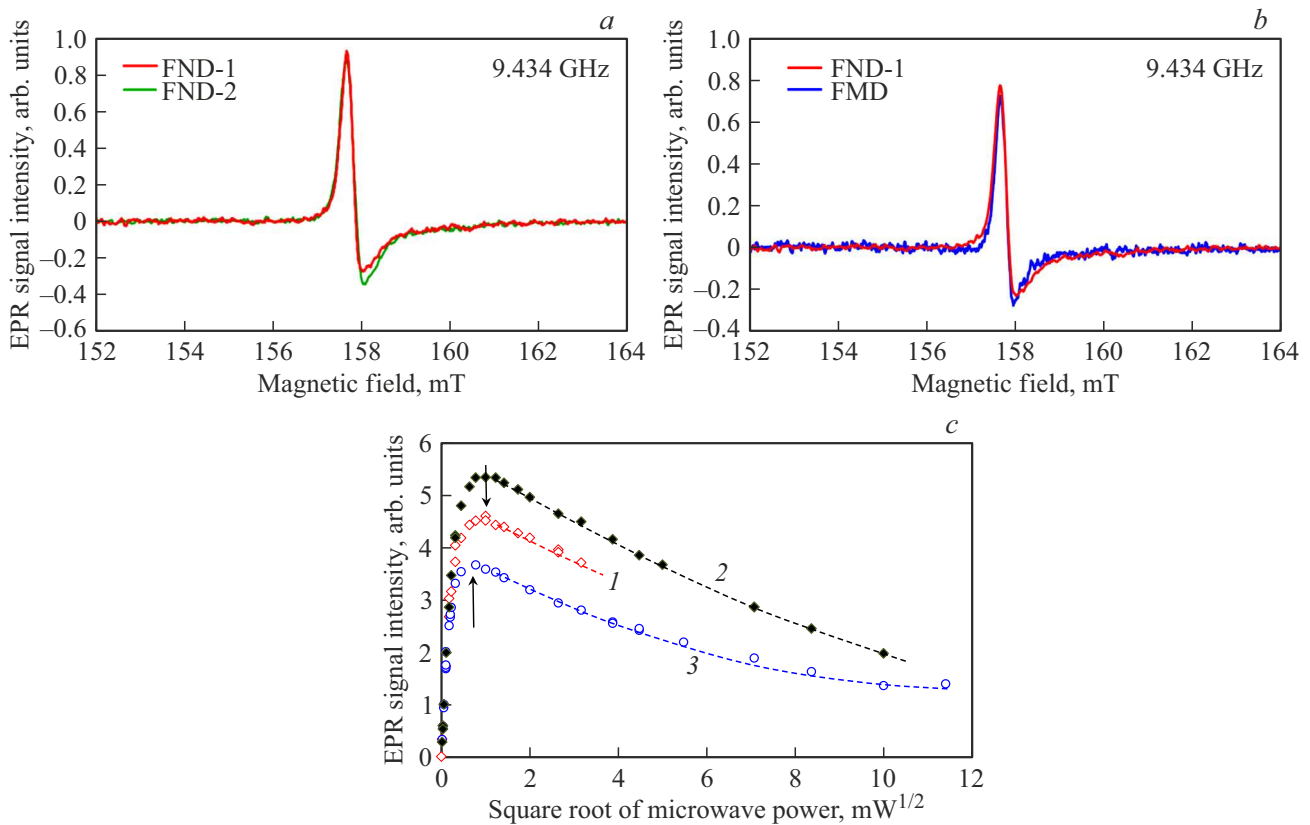 a
EPR signal intensity, arb. units
1.0
0.8
0.6
0.4
0.2
0
–0.2
–0.4
–0.6
FND-1
FND-2
9.434 GHz
152 154 156 158 160 162 164
Magnetic field, mT
b
EPR signal intensity, arb. units
1.0
0.8
0.6
0.4
0.2
0
–0.2
–0.4
FND-1
FMD
9.434 GHz
152 154 156 158 160 162 164
Magnetic field, mT
c
EPR signal intensity, arb. units
6
5
4
3
2
1
0
2
1
3
0 2 4 6 8 10 12
Square root of microwave power, mW^1/2